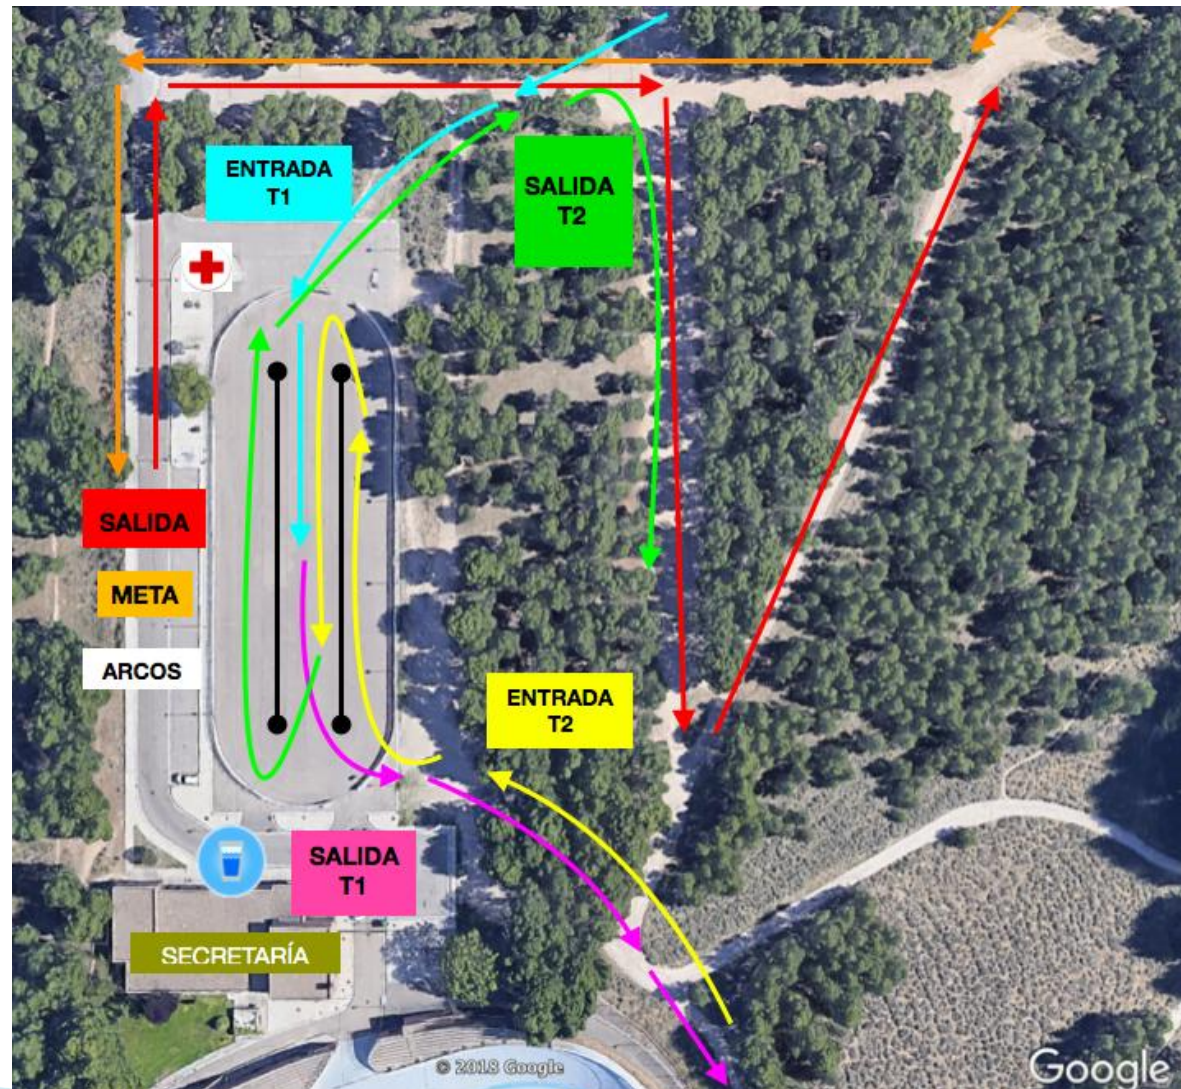 ENTRADA
T1
SALIDA
T2
SALIDA
META
ARCOS
ENTRADA
T2
SALIDA
T1
SECRETARÍA
© 2018 Google
Google